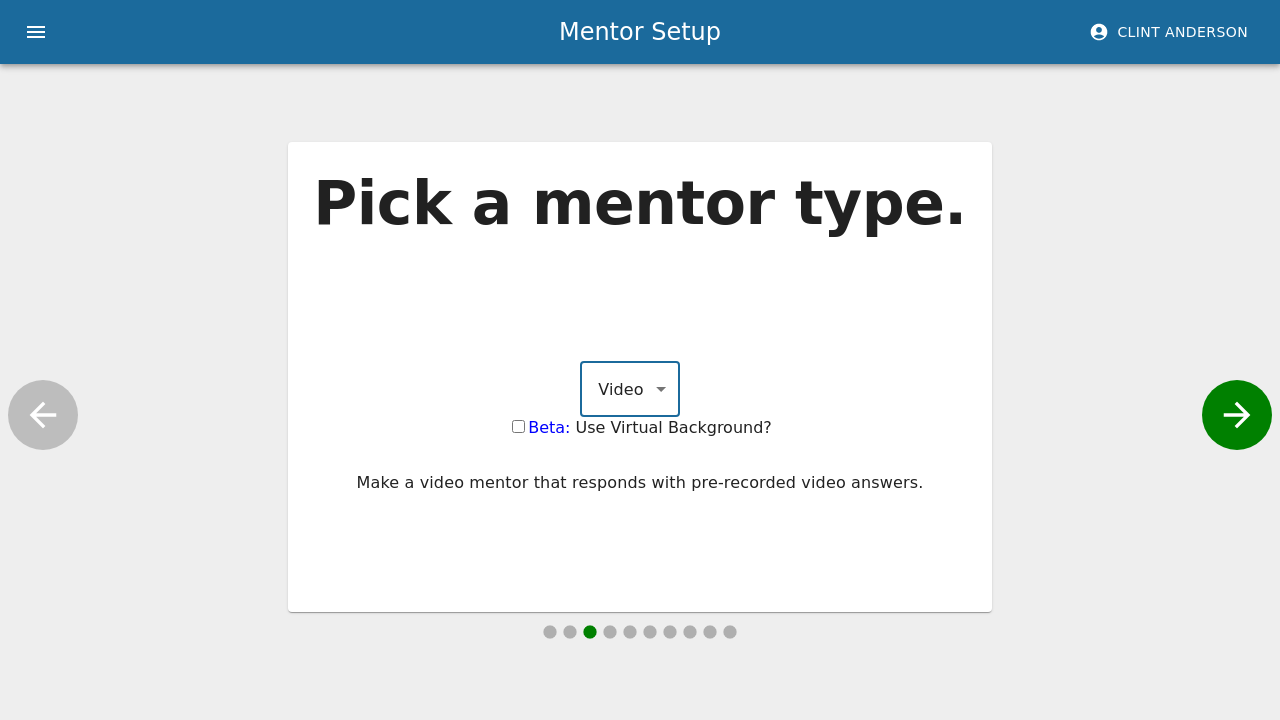 Mentor Setup
CLINT ANDERSON
Pick a mentor type.
Video
Beta: Use Virtual Background?
Make a video mentor that responds with pre-recorded video answers.